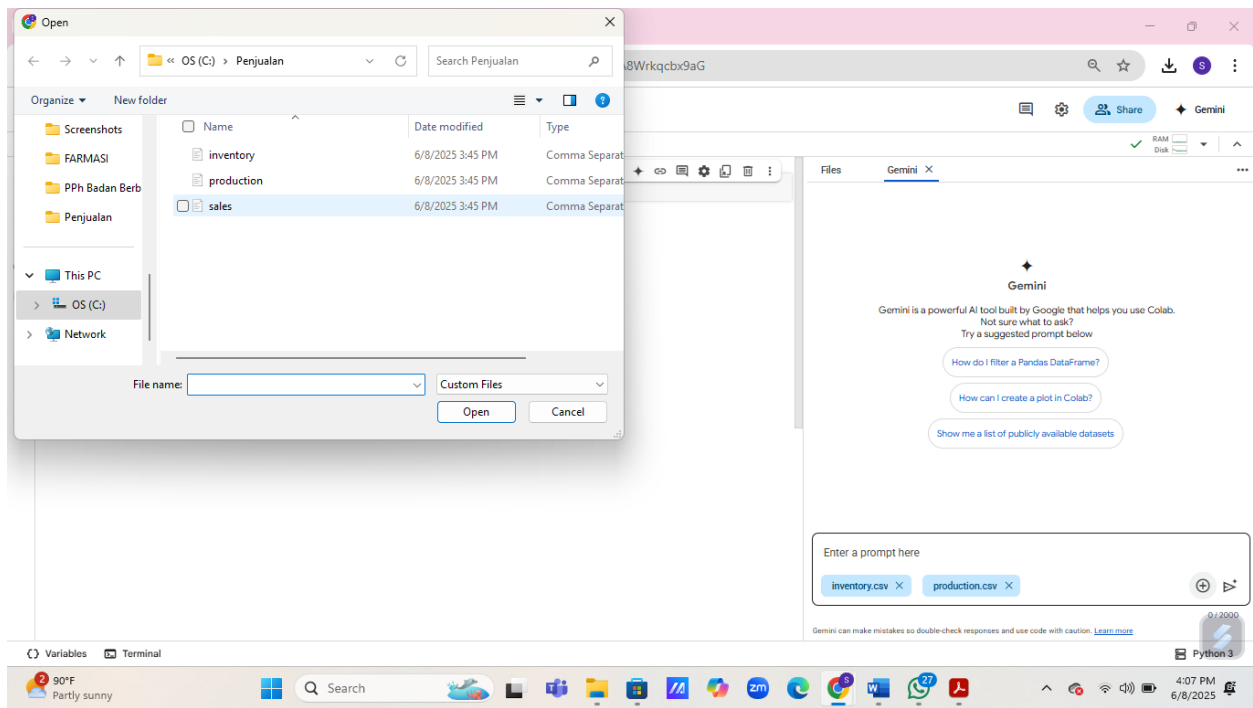 Open
« OS (C:) › Penjualan
Search Penjualan
Organize
New folder
Screenshots
FARMASI
PPh Badan Berb
Penjualan
This PC
OS (C:)
Network
Name
Date modified
Type
inventory
6/8/2025 3:45 PM
Comma Separat
production
6/8/2025 3:45 PM
Comma Separat
sales
6/8/2025 3:45 PM
Comma Separat
File name:
Custom Files
Open
Cancel
8Wrkqcbx9aG
S
Share
Gemini
RAM
Disk
Files
Gemini
Gemini
Gemini is a powerful AI tool built by Google that helps you use Colab.
Not sure what to ask?
Try a suggested prompt below
How do I filter a Pandas DataFrame?
How can I create a plot in Colab?
Show me a list of publicly available datasets
Enter a prompt here
inventory.csv
production.csv
0 / 2000
Gemini can make mistakes so double-check responses and use code with caution. Learn more
{} Variables
Terminal
Python 3
2
90°F
Partly sunny
Search
zm
S
27
4:07 PM
6/8/2025